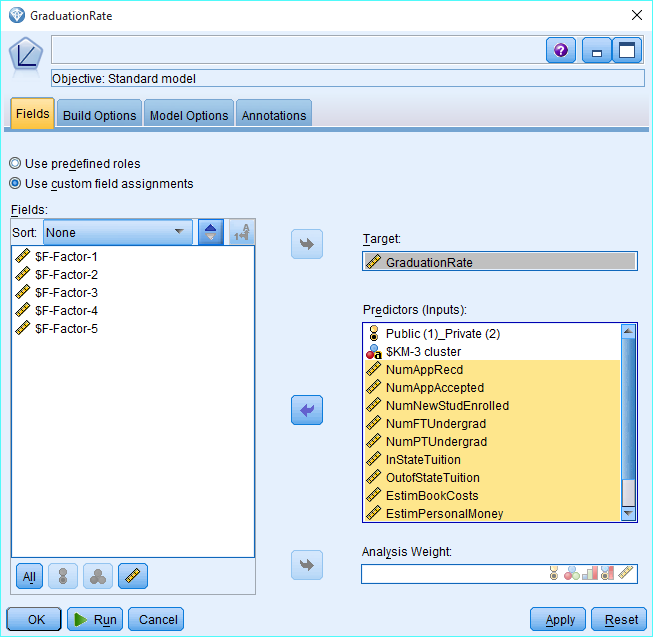 GraduationRate
Objective: Standard model
Fields Build Options Model Options Annotations
Use predefined roles
Use custom field assignments
Fields:
Sort: None
$F-Factor-1
$F-Factor-2
$F-Factor-3
$F-Factor-4
$F-Factor-5
Target:
GraduationRate
Predictors (Inputs):
Public (1)_Private (2)
$KM-3 cluster
NumAppRecd
NumAppAccepted
NumNewStudEnrolled
NumFTUndergrad
NumPTUndergrad
InStateTuition
OutofStateTuition
EstimBookCosts
EstimPersonalMoney
Analysis Weight:
All
OK Run Cancel Apply Reset